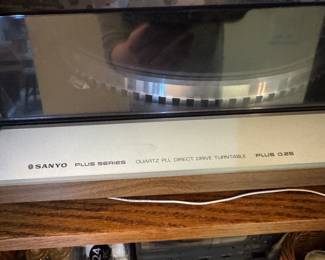 SANYO PLUS SERIES QUARTZ PLL DIRECT DRIVE TURNTABLE PLUS Q25